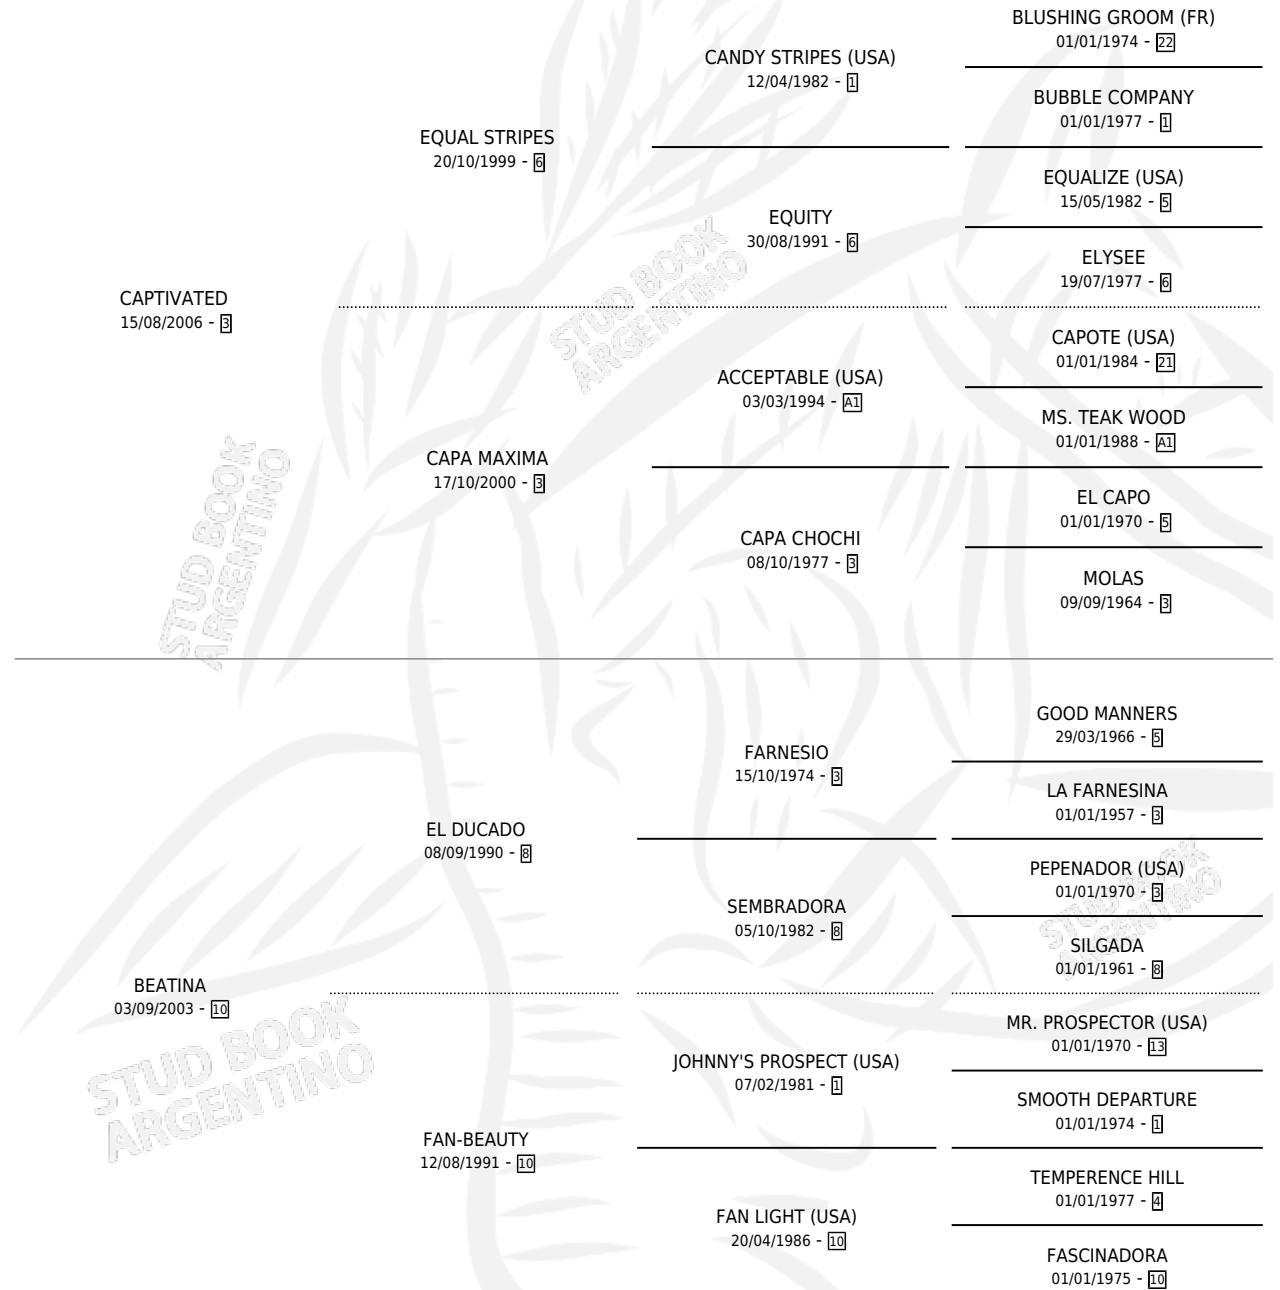 BLUSHING GROOM (FR)
01/01/1974 - 22
CANDY STRIPES (USA)
12/04/1982 - 1
BUBBLE COMPANY
01/01/1977 - 1
EQUAL STRIPES
20/10/1999 - 6
EQUALIZE (USA)
15/05/1982 - 5
EQUITY
30/08/1991 - 6
ELYSEE
19/07/1977 - 6
CAPTIVATED
15/08/2006 - 3
CAPOTE (USA)
01/01/1984 - 21
ACCEPTABLE (USA)
03/03/1994 - A1
MS. TEAK WOOD
01/01/1988 - A1
CAPA MAXIMA
17/10/2000 - 3
EL CAPO
01/01/1970 - 5
CAPA CHOCHI
08/10/1977 - 3
MOLAS
09/09/1964 - 3
GOOD MANNERS
29/03/1966 - 5
FARNESIO
15/10/1974 - 3
LA FARNESINA
01/01/1957 - 3
EL DUCADO
08/09/1990 - 8
PEPENADOR (USA)
01/01/1970 - 3
SEMBRADORA
05/10/1982 - 8
SILGADA
01/01/1961 - 8
BEATINA
03/09/2003 - 10
MR. PROSPECTOR (USA)
01/01/1970 - 13
JOHNNY'S PROSPECT (USA)
07/02/1981 - 1
SMOOTH DEPARTURE
01/01/1974 - 1
FAN-BEAUTY
12/08/1991 - 10
TEMPERENCE HILL
01/01/1977 - 4
FAN LIGHT (USA)
20/04/1986 - 10
FASCINADORA
01/01/1975 - 10
STUD BOOK
ARGENTINO
STUD BOOK
ARGENTINO
STUD BOOK
ARGENTINO
STUD BOOK
ARGENTINO